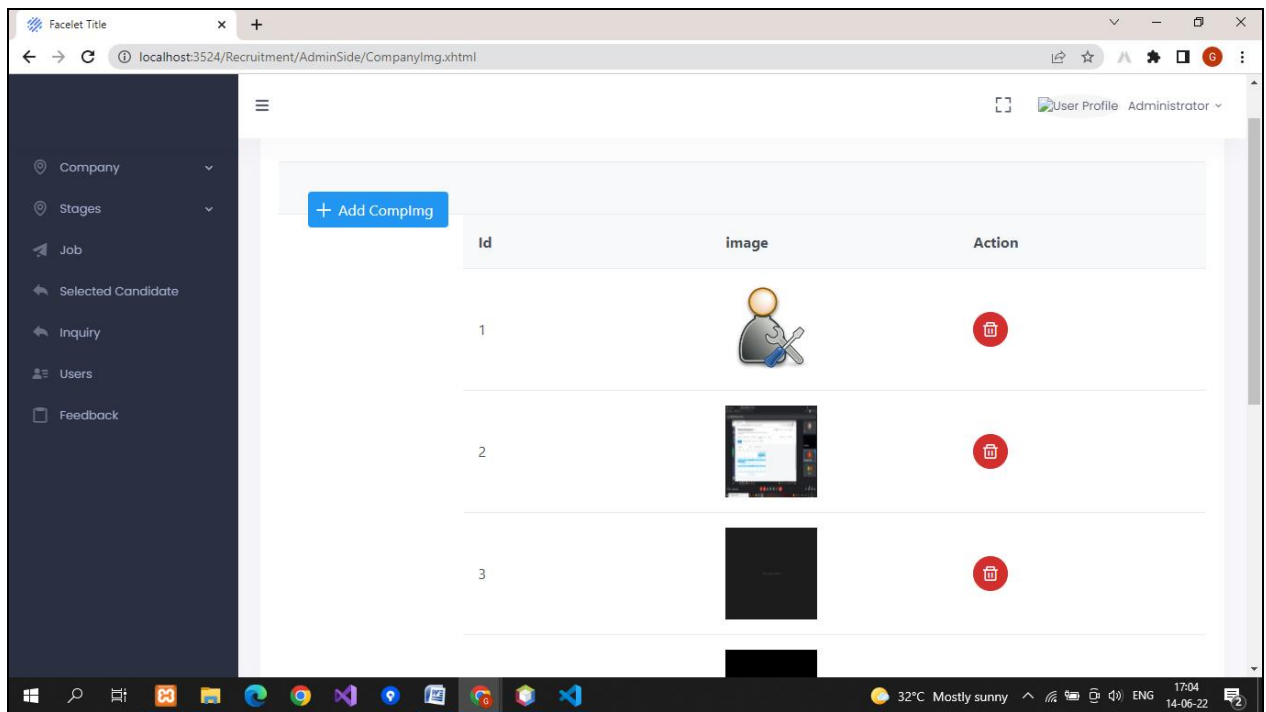 Facelet Title
localhost:3524/Recruitment/AdminSide/CompanyImg.xhtml
G
User Profile Administrator
Company
Stages
Job
Selected Candidate
Inquiry
Users
Feedback
+ Add CompImg
Id image Action
1
2
3
32°C Mostly sunny ENG 17:04
14-06-22
2